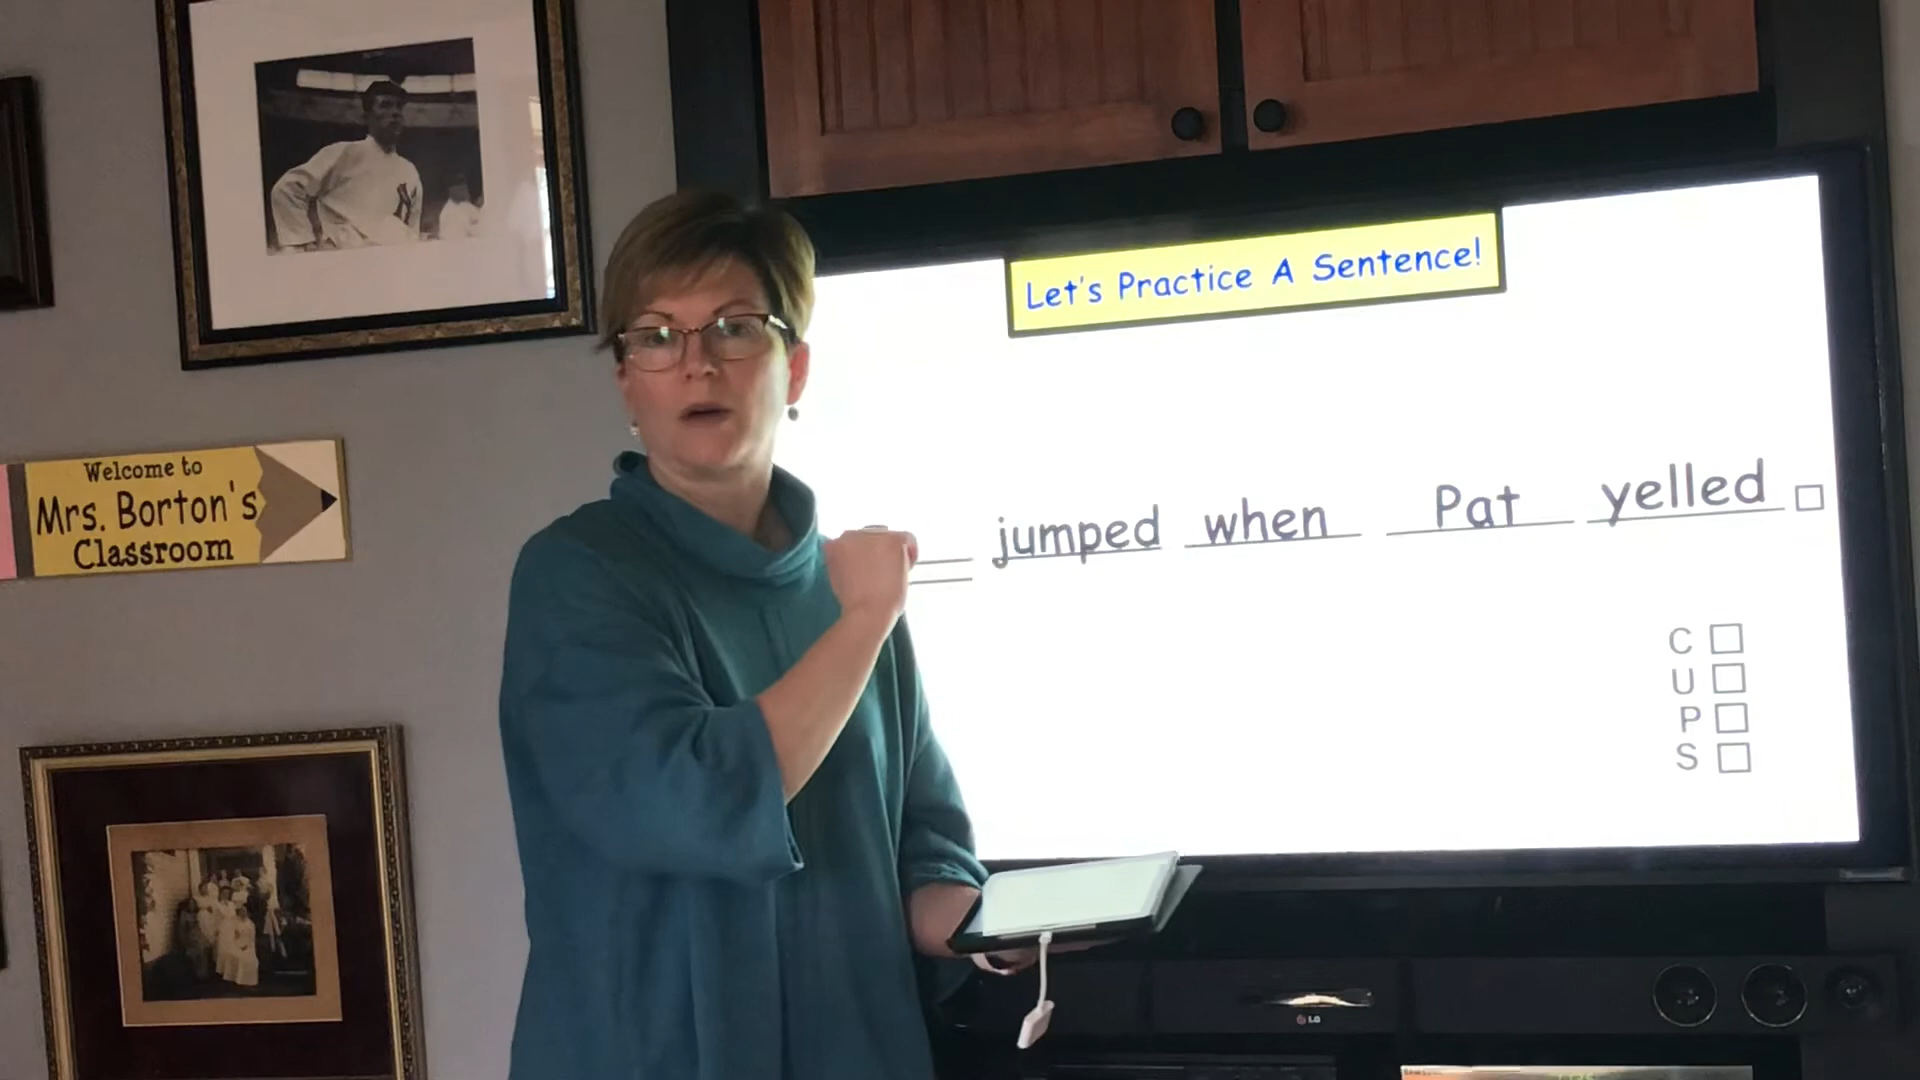 Let's Practice A Sentence!
Welcome to
Mrs. Borton's
Classroom
jumped when Pat yelled
C
U
P
S
LG